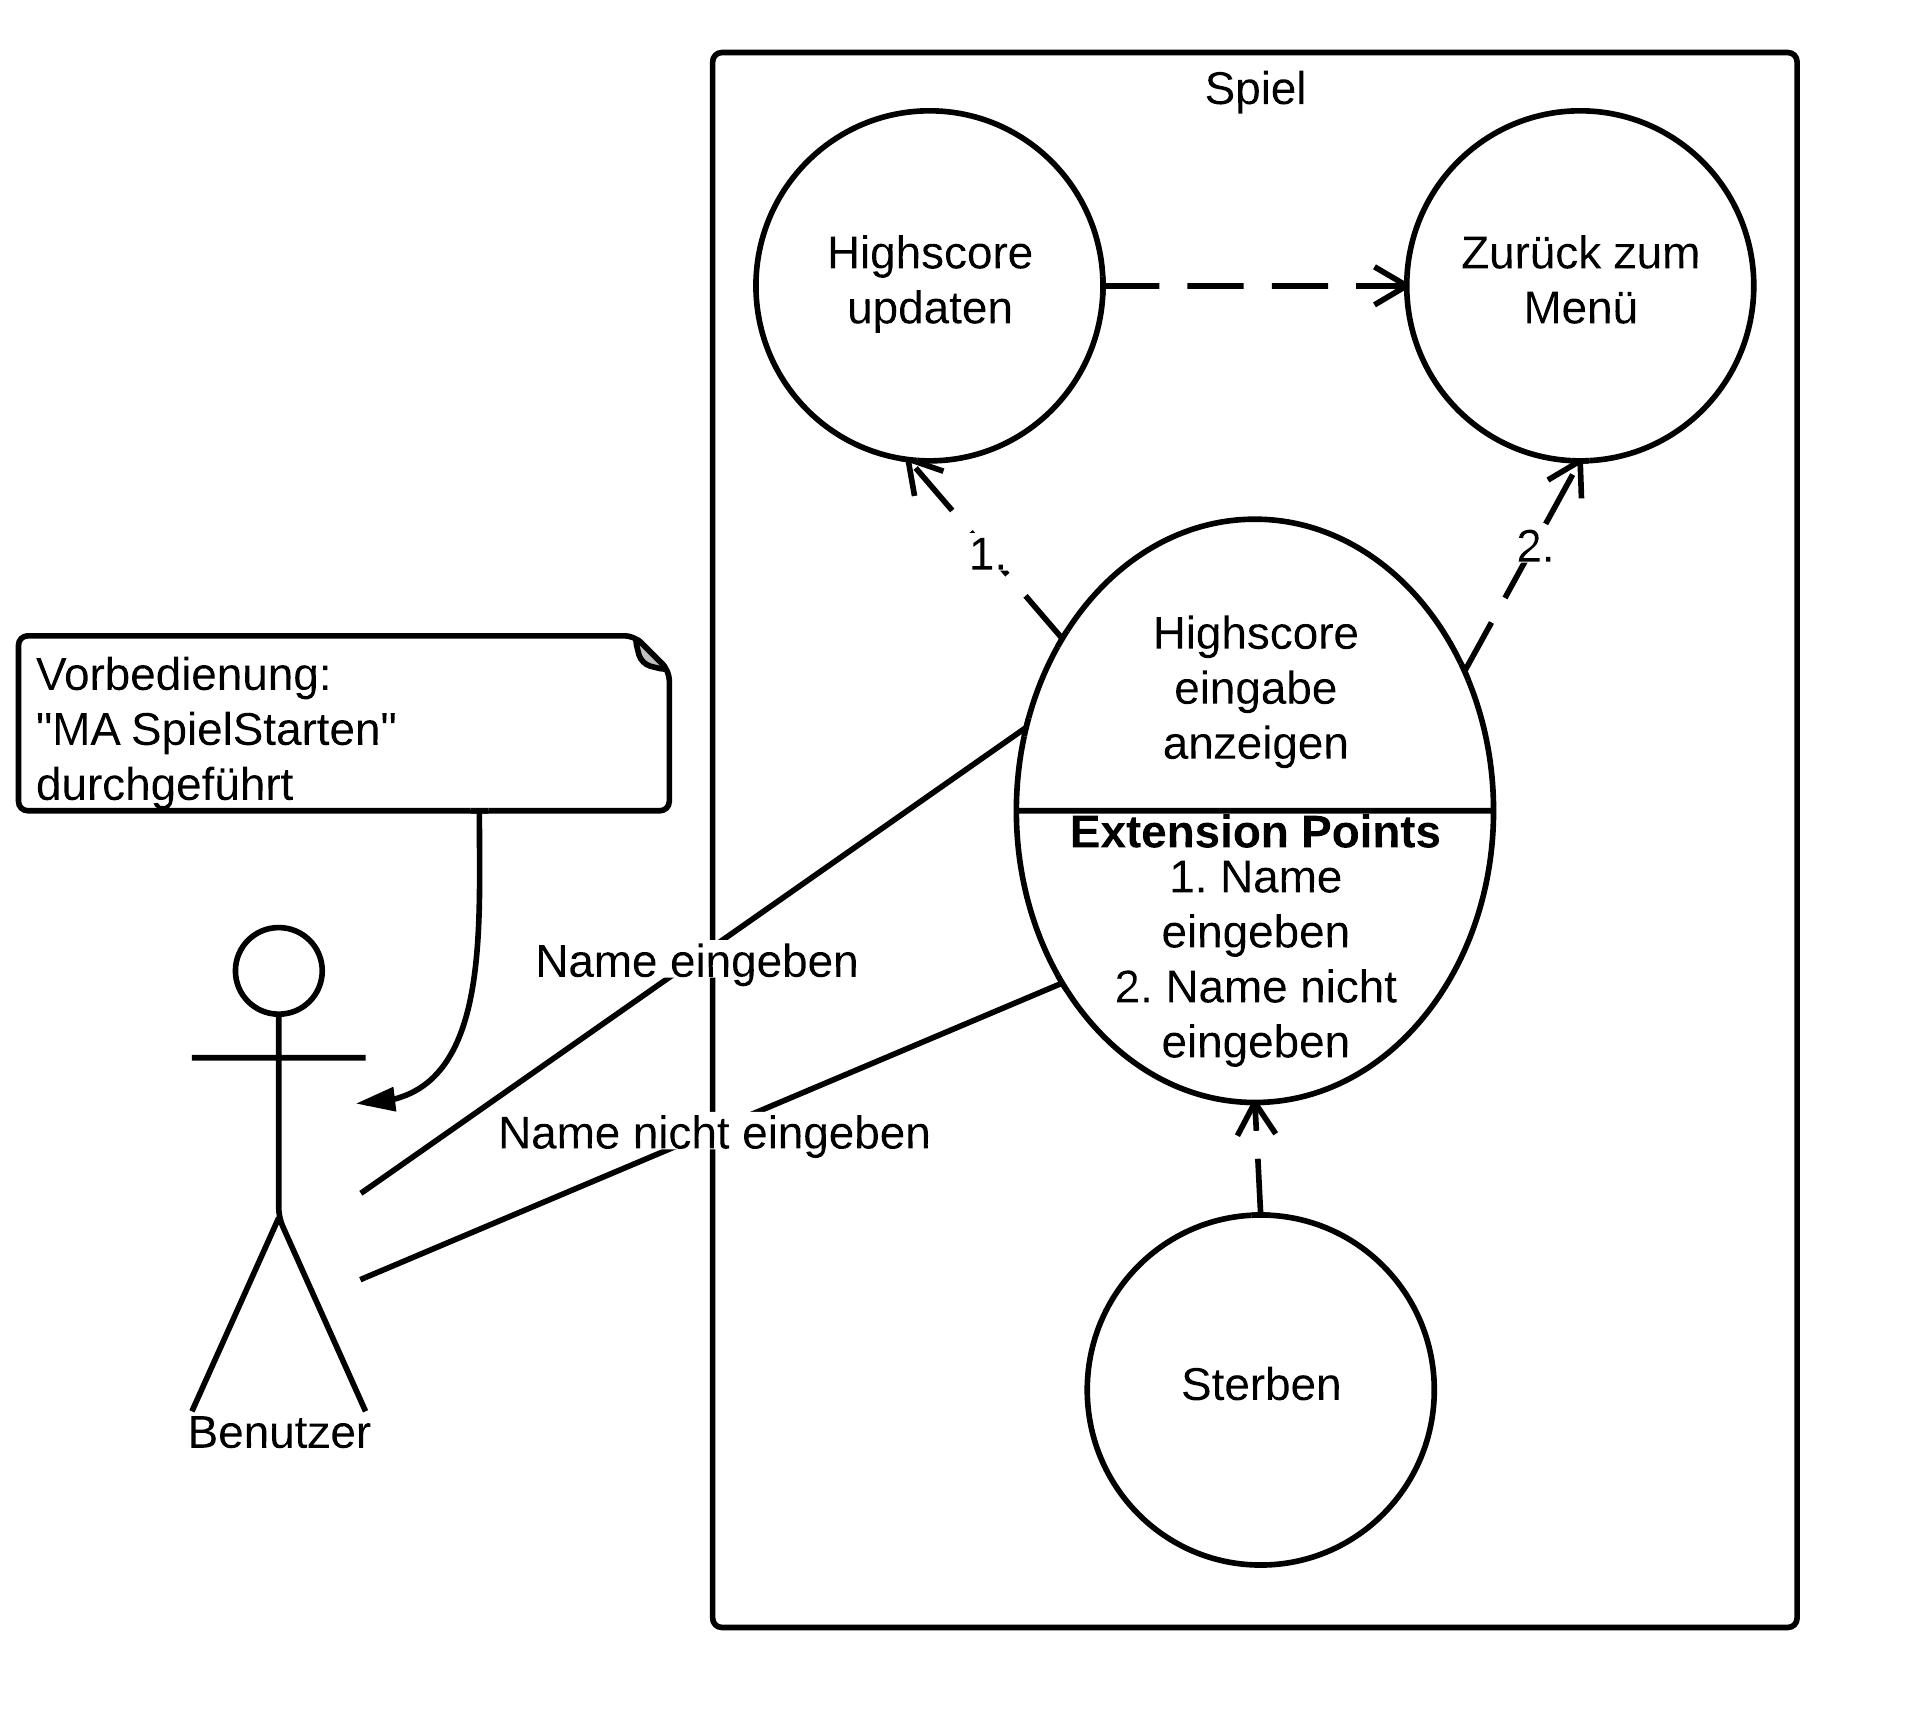 Spiel
Highscore
updaten
Zurück zum
Menü
1.
2.
Highscore
eingabe
anzeigen
Extension Points
1. Name
eingeben
2. Name nicht
eingeben
Vorbedienung:
"MA SpielStarten"
durchgeführt
Name eingeben
Name nicht eingeben
Sterben
Benutzer